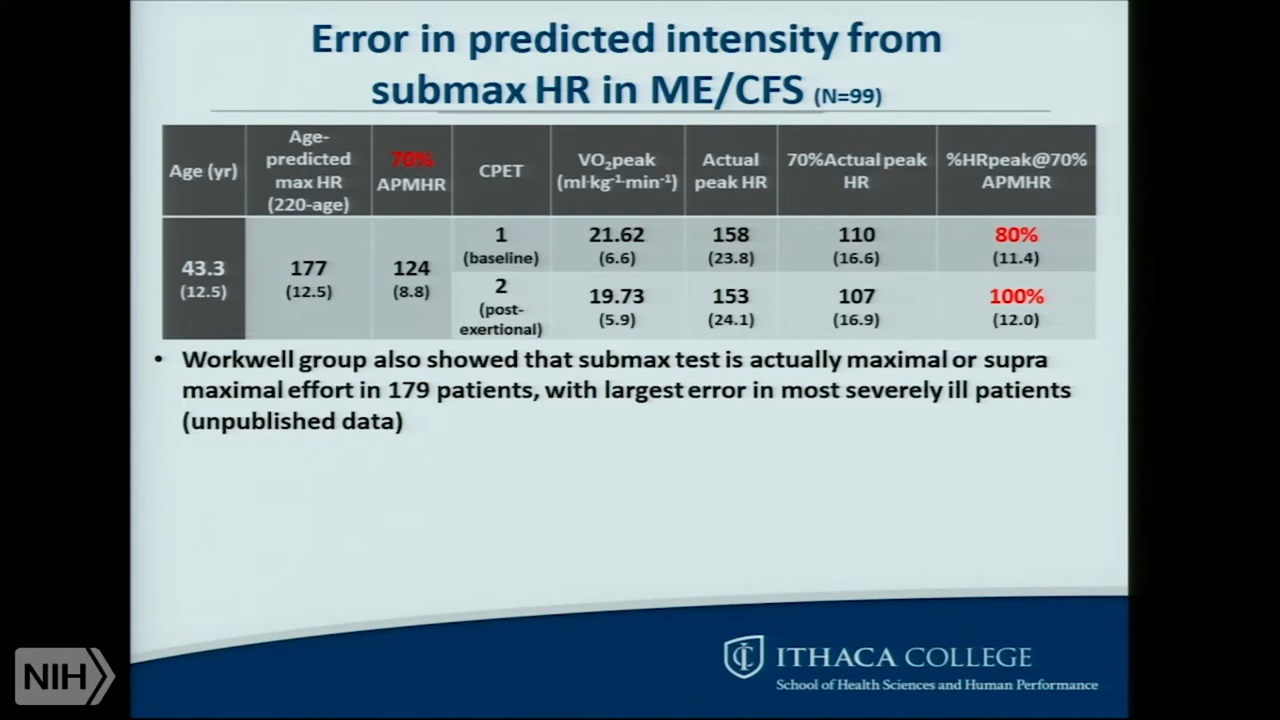 Error in predicted intensity from
submax HR in ME/CFS (N=99)
Age (yr)
Age-
predicted
max HR
(220-age)
70%
APMHR
CPET
VO₂peak
(ml·kg⁻¹·min⁻¹)
Actual
peak HR
70%Actual peak
HR
%HRpeak@70%
APMHR
43.3
(12.5)
177
(12.5)
124
(8.8)
1
(baseline)
21.62
(6.6)
158
(23.8)
110
(16.6)
80%
(11.4)
2
(post-
exertional)
19.73
(5.9)
153
(24.1)
107
(16.9)
100%
(12.0)
• Workwell group also showed that submax test is actually maximal or supra
maximal effort in 179 patients, with largest error in most severely ill patients
(unpublished data)
NIH
IC
ITHACA COLLEGE
School of Health Sciences and Human Performance